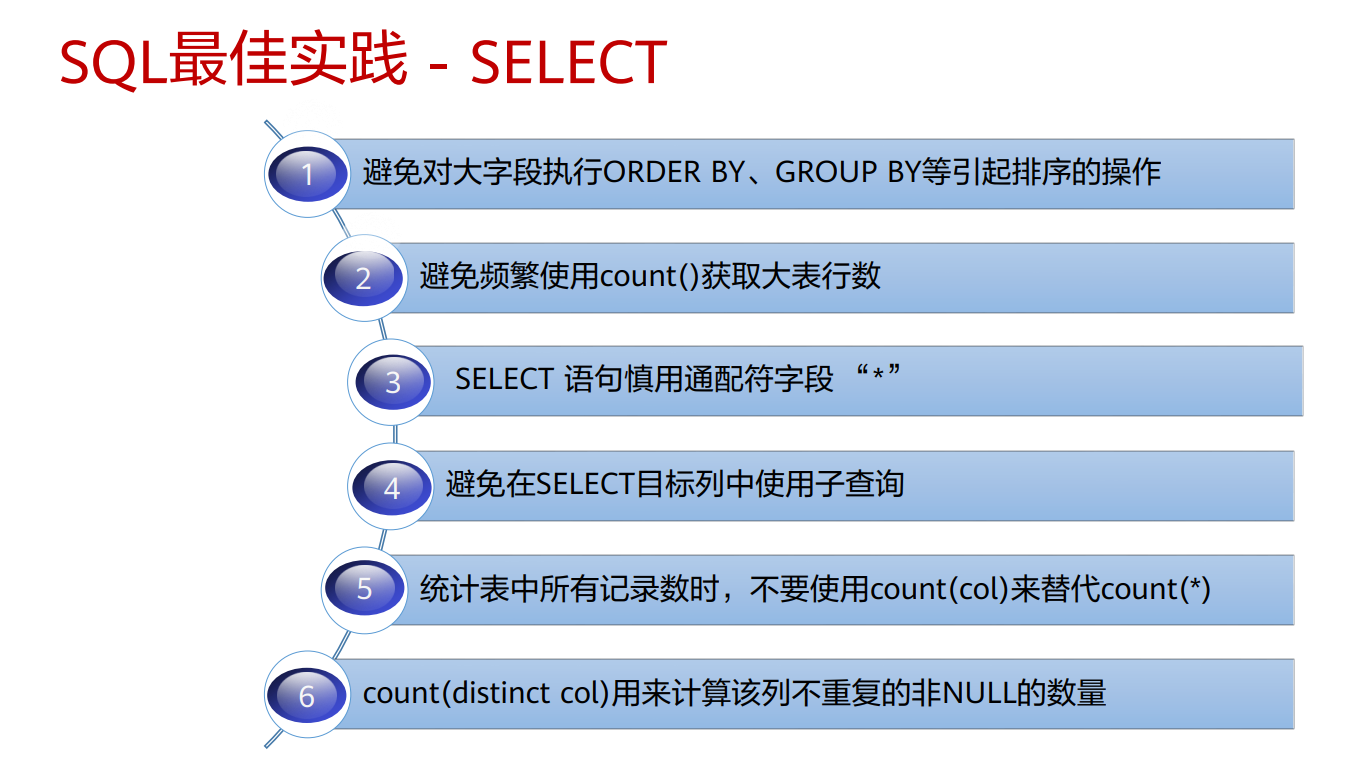 SQL最佳实践 - SELECT
1 避免对大字段执行ORDER BY、GROUP BY等引起排序的操作
2 避免频繁使用count()获取大表行数
3 SELECT 语句慎用通配符字段 “*”
4 避免在SELECT目标列中使用子查询
5 统计表中所有记录数时，不要使用count(col)来替代count(*)
6 count(distinct col)用来计算该列不重复的非NULL的数量